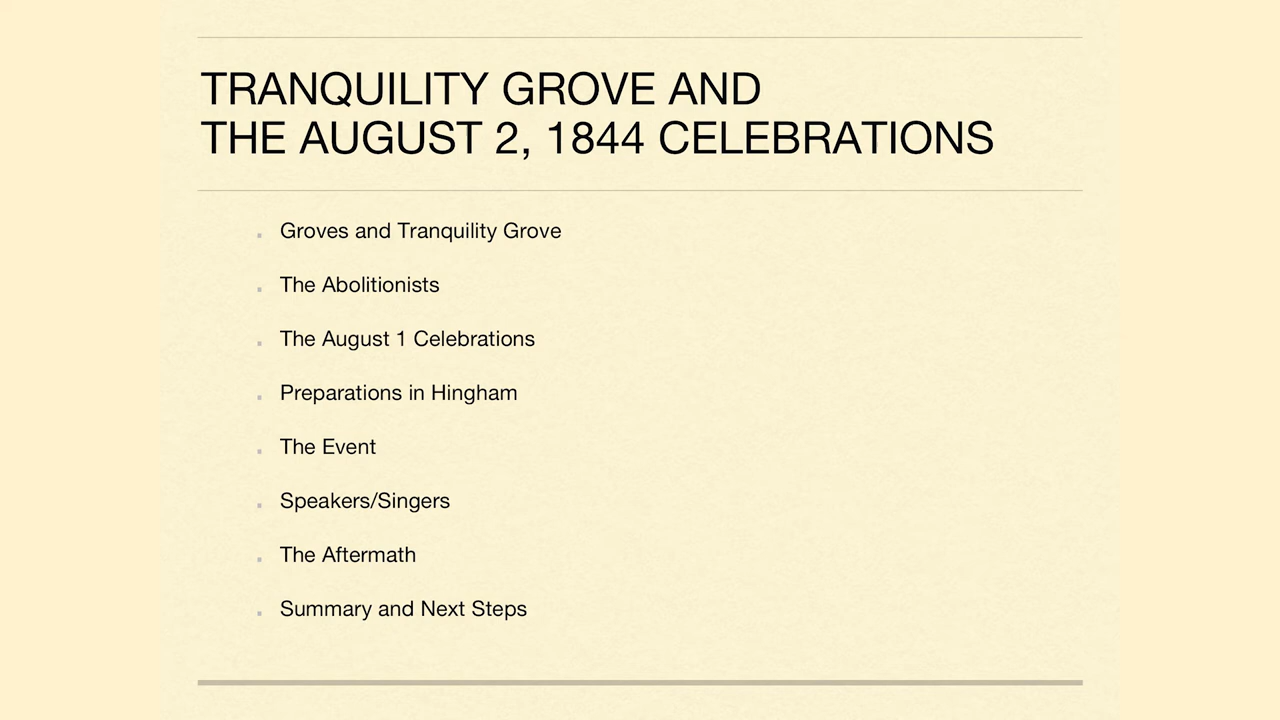 TRANQUILITY GROVE AND
THE AUGUST 2, 1844 CELEBRATIONS
Groves and Tranquility Grove
The Abolitionists
The August 1 Celebrations
Preparations in Hingham
The Event
Speakers/Singers
The Aftermath
Summary and Next Steps